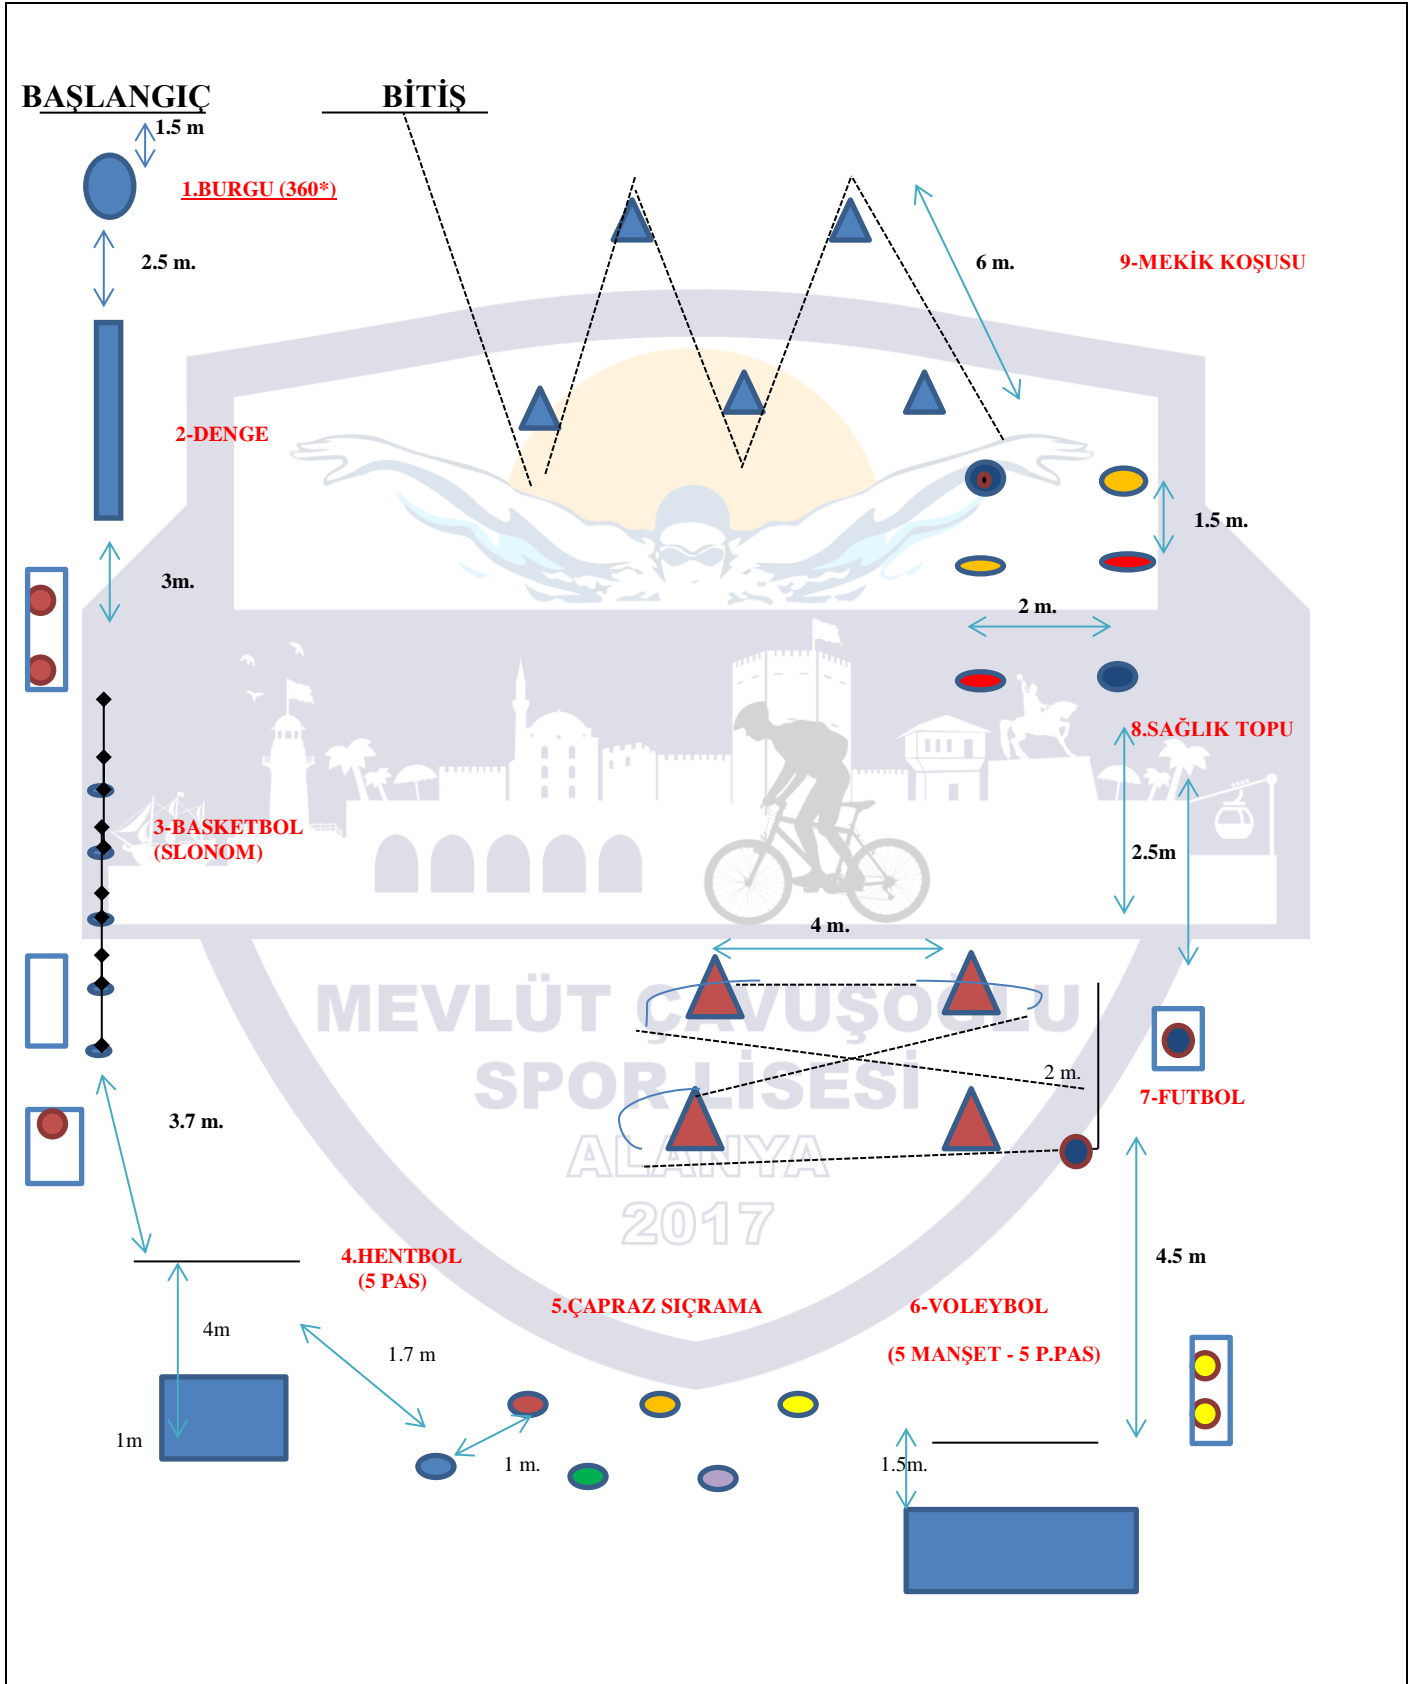 BAŞLANGIÇ
BİTİŞ
1.5 m
1.BURGU (360*)
2.5 m.
6 m.
9-MEKİK KOŞUSU
2-DENGE
1.5 m.
3m.
2 m.
8.SAĞLIK TOPU
3-BASKETBOL
(SLONOM)
2.5m
4 m.
MEVLÜT ÇAVUŞOĞLU
SPOR LİSESİ
ALANYA
2017
2 m.
7-FUTBOL
3.7 m.
4.HENTBOL
(5 PAS)
4.5 m
5.ÇAPRAZ SIÇRAMA
6-VOLEYBOL
(5 MANŞET - 5 P.PAS)
4m
1.7 m
1m
1 m.
1.5m.